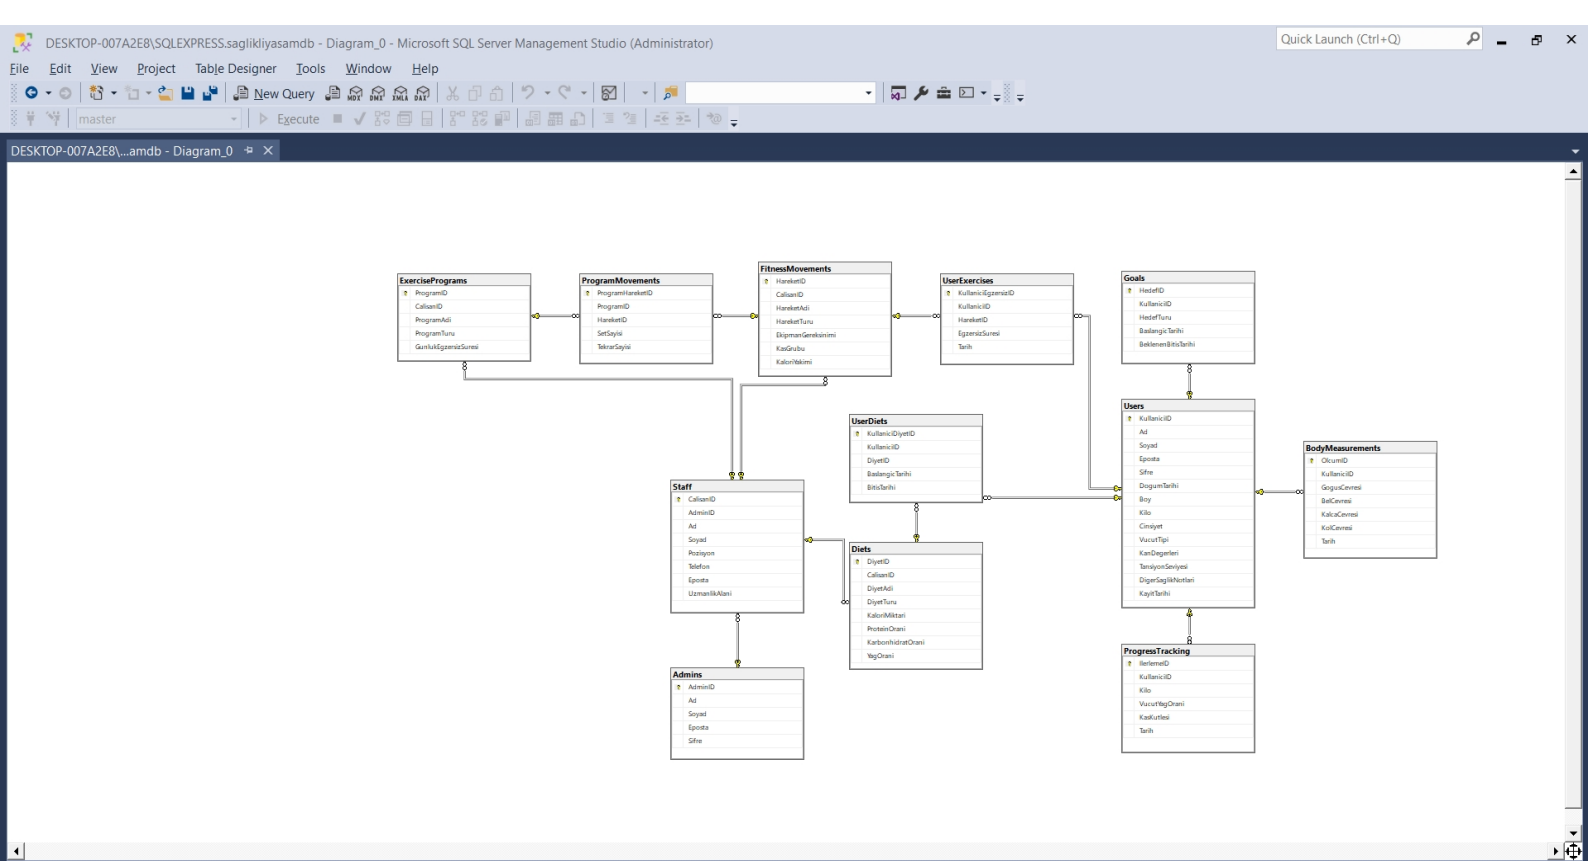 DESKTOP-007A2E8\SQLEXPRESS.saglikliyasamdb - Diagram_0 - Microsoft SQL Server Management Studio (Administrator)
Quick Launch (Ctrl+Q)
File Edit View Project Table Designer Tools Window Help
New Query MDX DMX XMLA DAX
master Execute
DESKTOP-007A2E8\...amdb - Diagram_0
ExercisePrograms
ProgramID
CalisanID
ProgramAdi
ProgramTuru
GunlukEgzersizSuresi
ProgramMovements
ProgramHareketID
ProgramID
HareketID
SetSayisi
TekrarSayisi
FitnessMovements
HareketID
CalisanID
HareketAdi
HareketTuru
EkipmanGereksinimi
KasGrubu
KaloriYakimi
UserExercises
KullaniciEgzersizID
KullaniciID
HareketID
EgzersizSuresi
Tarih
Goals
HedefID
KullaniciID
HedefTuru
BaslangicTarihi
BeklenenBitisTarihi
UserDiets
KullaniciDiyetID
KullaniciID
DiyetID
BaslangicTarihi
BitisTarihi
Users
KullaniciID
Ad
Soyad
Eposta
Sifre
DogumTarihi
Boy
Kilo
Cinsiyet
VucutTipi
KanDegerleri
TansiyonSeviyesi
DigerSaglikNotlari
KayitTarihi
BodyMeasurements
OlcumID
KullaniciID
GogusCevresi
BelCevresi
KalcaCevresi
KolCevresi
Tarih
Staff
CalisanID
AdminID
Ad
Soyad
Pozisyon
Telefon
Eposta
UzmanlikAlani
Diets
DiyetID
CalisanID
DiyetAdi
DiyetTuru
KaloriMiktari
ProteinOrani
KarbonhidratOrani
YagOrani
Admins
AdminID
Ad
Soyad
Eposta
Sifre
ProgressTracking
IlerlemeID
KullaniciID
Kilo
VucutYagOrani
KasKutlesi
Tarih